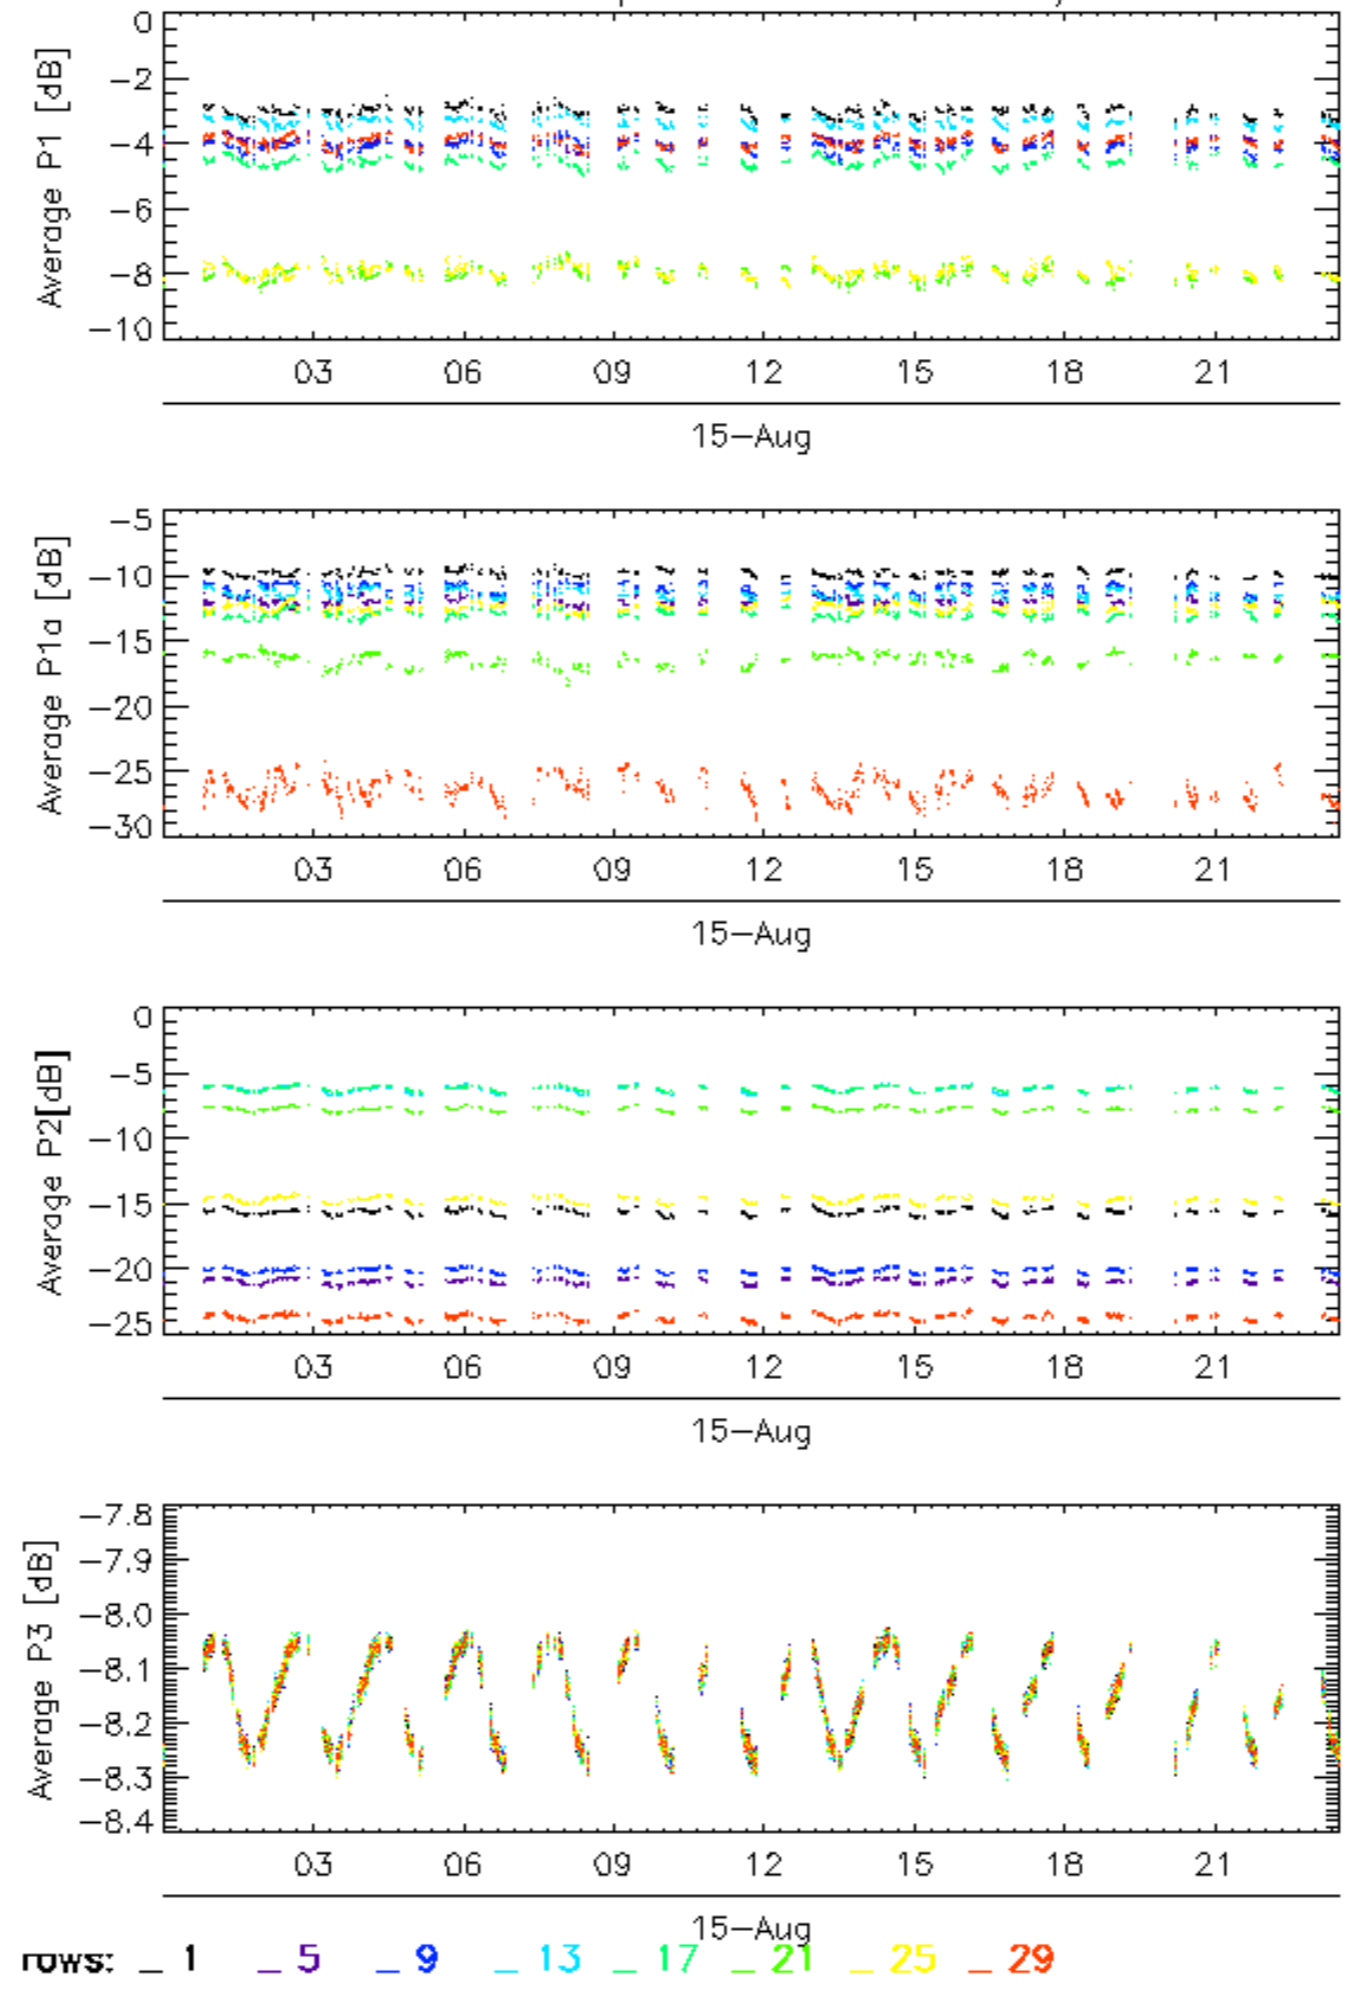 0
−2
−4
−6
−8
−10
Average P1 [dB]
03 06 09 12 15 18 21
15−Aug
−5
−10
−15
−20
−25
−30
Average P1a [dB]
03 06 09 12 15 18 21
15−Aug
0
−5
−10
−15
−20
−25
Average P2[dB]
03 06 09 12 15 18 21
15−Aug
−7.8
−7.9
−8.0
−8.1
−8.2
−8.3
−8.4
Average P3 [dB]
03 06 09 12 15 18 21
15−Aug
rows: _ 1 _ 5 _ 9 _ 13 _ 17 _ 21 _ 25 _ 29